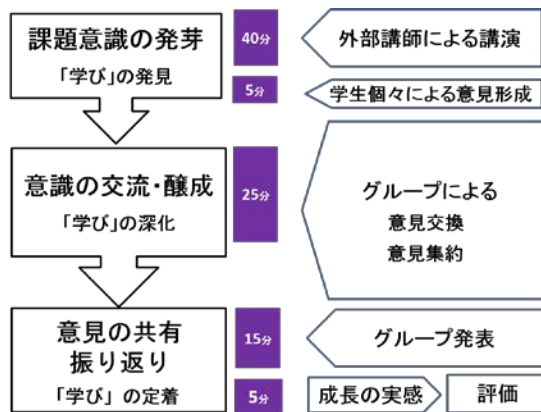 課題意識の発芽
「学び」の発見
40分
外部講師による講演
5分
学生個々による意見形成
意識の交流・醸成
「学び」の深化
25分
グループによる
意見交換
意見集約
意見の共有
振り返り
「学び」の定着
15分
グループ発表
5分
成長の実感
評価